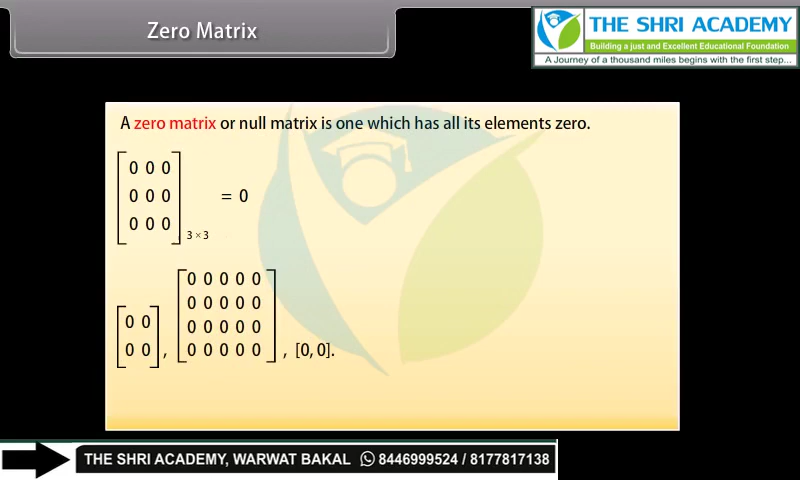 Zero Matrix
THE SHRI ACADEMY
Building a just and Excellent Educational Foundation
A Journey of a thousand miles begins with the first step...
A zero matrix or null matrix is one which has all its elements zero.
0 0 0
0 0 0 = 0
0 0 0
3 × 3
0 0 0 0 0
0 0 0 0 0
0 0 0 0 0 0 0
0 0 , 0 0 0 0 0 , [0, 0].
THE SHRI ACADEMY, WARWAT BAKAL 8446999524 / 8177817138